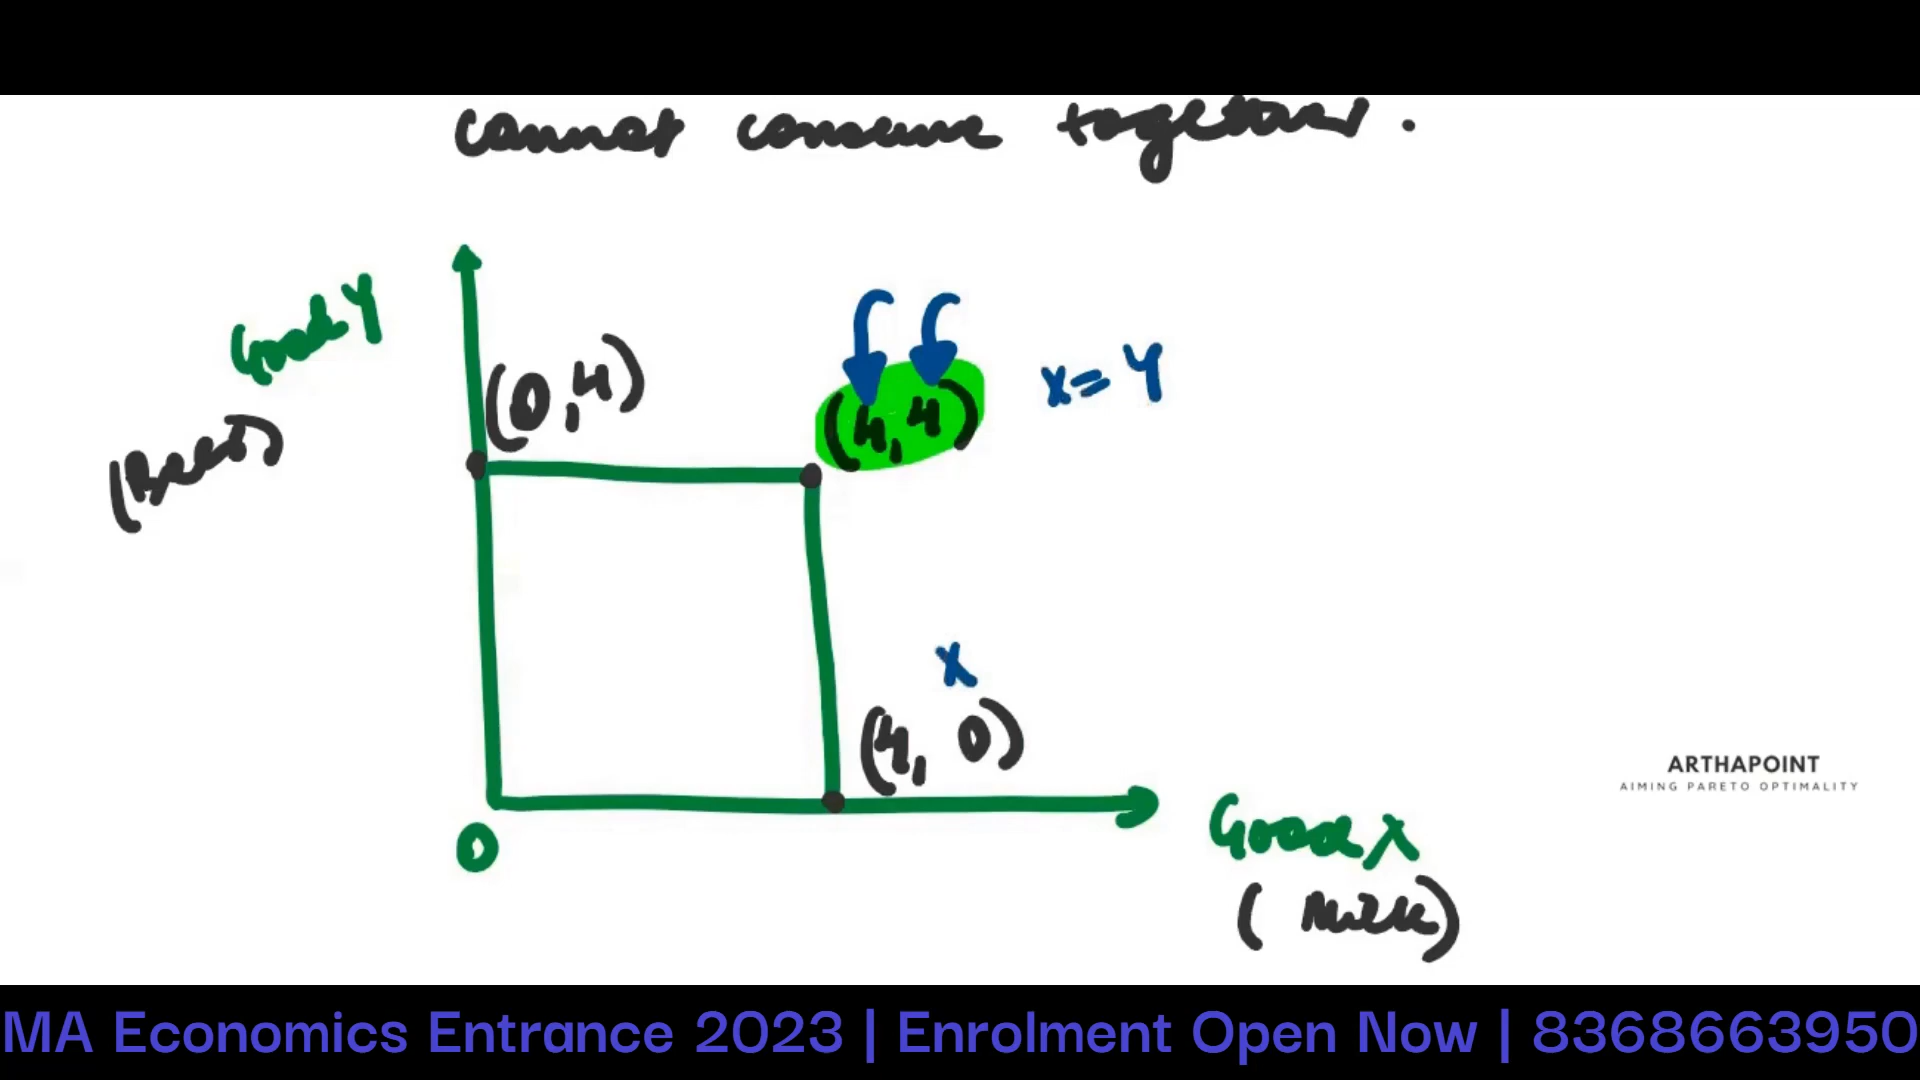 cannot consume together.
Good Y
(0,4)
(4,4)
X=Y
(Beer)
X
(4, 0)
ARTHAPOINT
AIMING PARETO OPTIMALITY
0
Good X
(Milk)
MA Economics Entrance 2023 | Enrolment Open Now | 8368663950